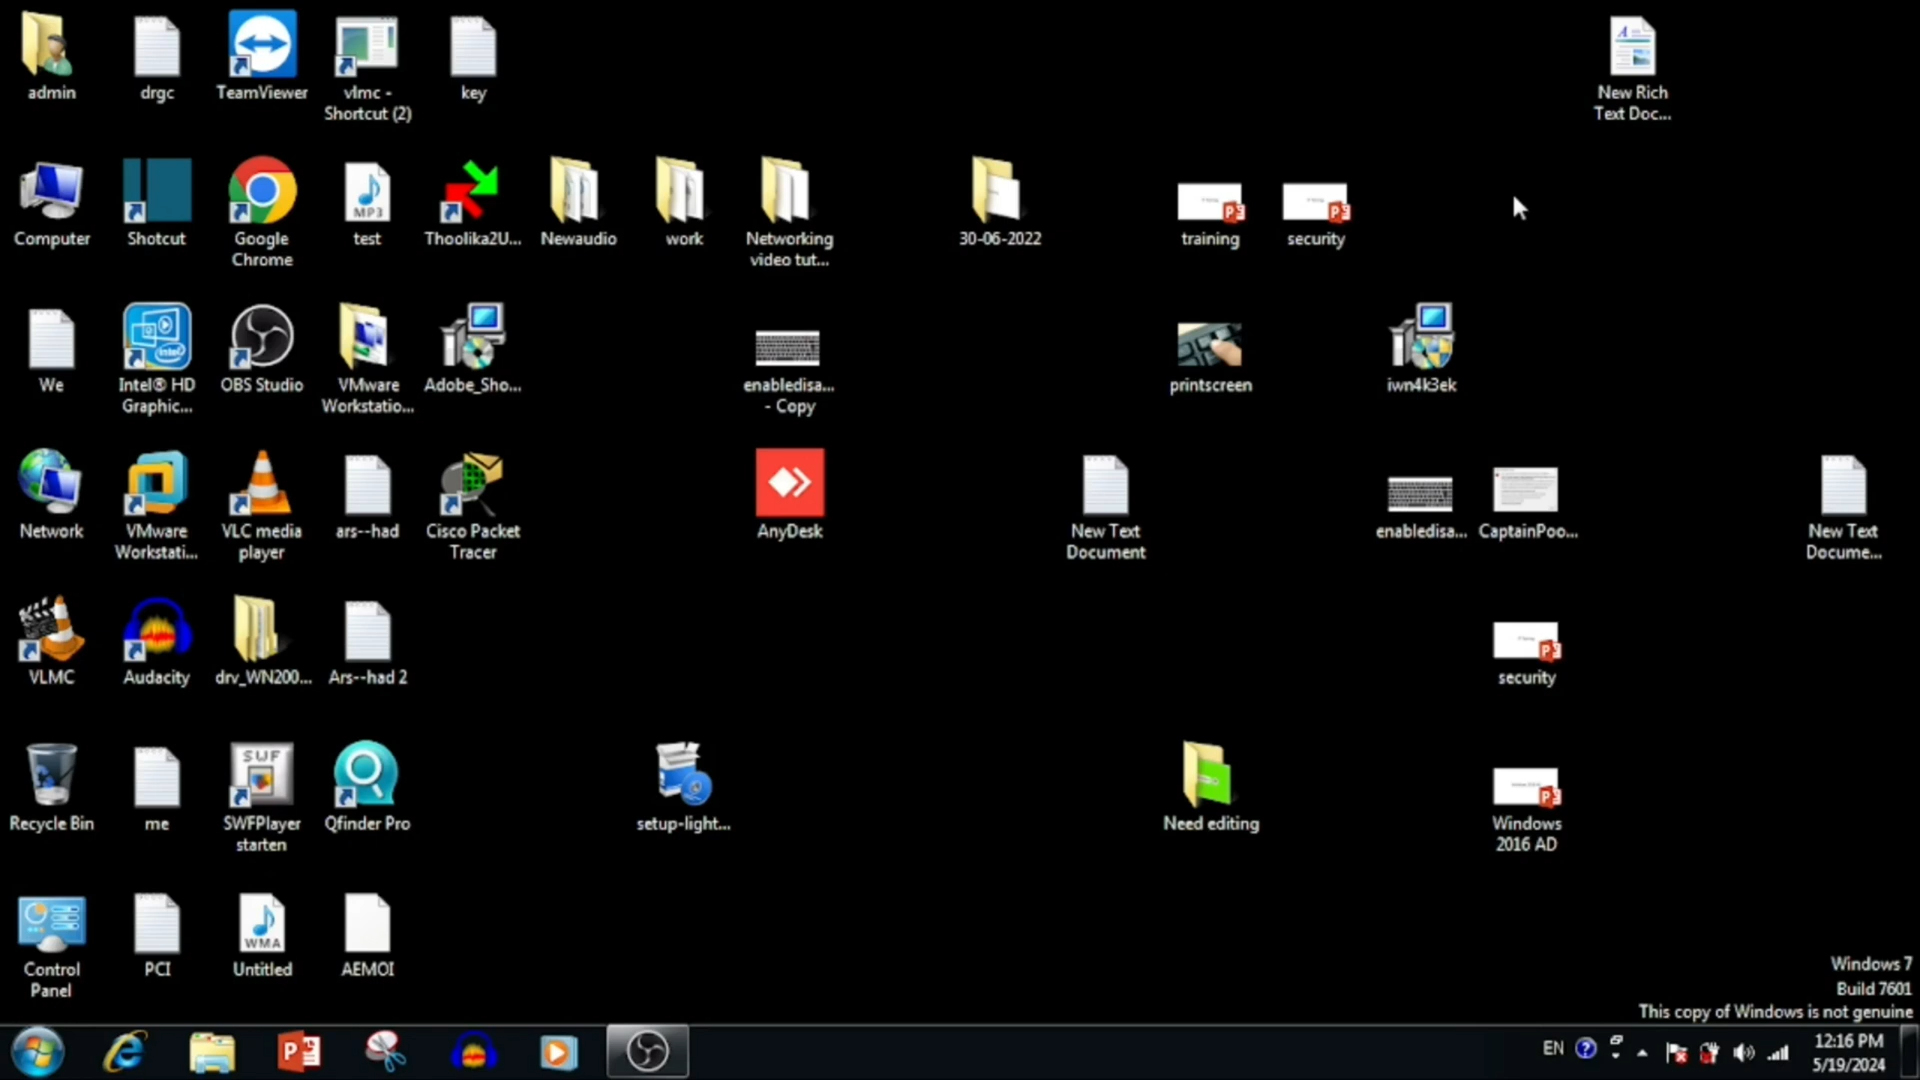 admin
drgc
TeamViewer
vlmc -
Shortcut (2)
key
New Rich
Text Doc...
Computer
Shotcut
Google
Chrome
MP3
test
Thoolika2U...
Newaudio
work
Networking
video tut...
30-06-2022
training
security
We
intel
Intel® HD
Graphic...
OBS Studio
VMware
Workstatio...
Adobe_Sho...
enabledisa...
- Copy
printscreen
iwn4k3ek
Network
VMware
Workstati...
VLC media
player
ars--had
Cisco Packet
Tracer
AnyDesk
New Text
Document
enabledisa...
CaptainPoo...
New Text
Docume...
VLMC
Audacity
drv_WN200...
Ars--had 2
security
Recycle Bin
me
SWF
SWFPlayer
starten
Qfinder Pro
setup-light...
Need editing
Windows
2016 AD
Control
Panel
PCI
WMA
Untitled
AEMOI
Windows 7
Build 7601
This copy of Windows is not genuine
EN
12:16 PM
5/19/2024